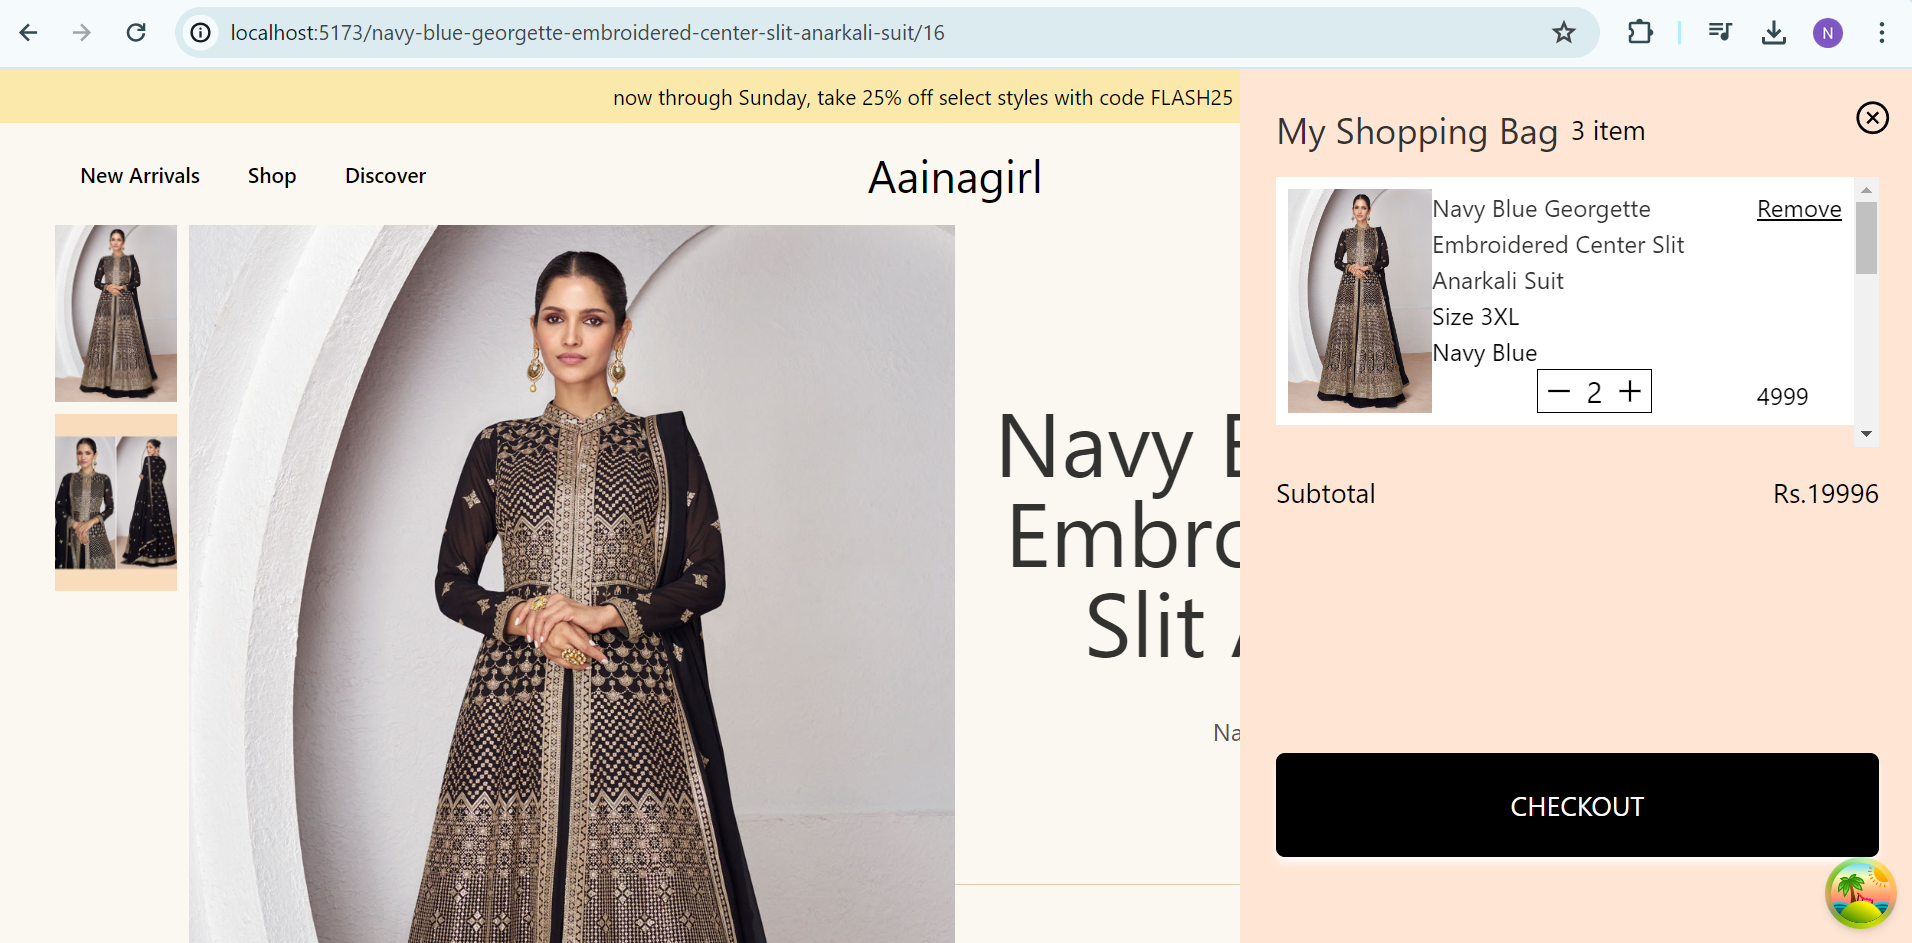 localhost:5173/navy-blue-georgette-embroidered-center-slit-anarkali-suit/16
N
now through Sunday, take 25% off select styles with code FLASH25
New Arrivals
Shop
Discover
Aainagirl
Navy
Embro
Slit
Na
My Shopping Bag 3 item
Navy Blue Georgette
Embroidered Center Slit
Anarkali Suit
Remove
Size 3XL
Navy Blue
2
4999
Subtotal
Rs.19996
CHECKOUT